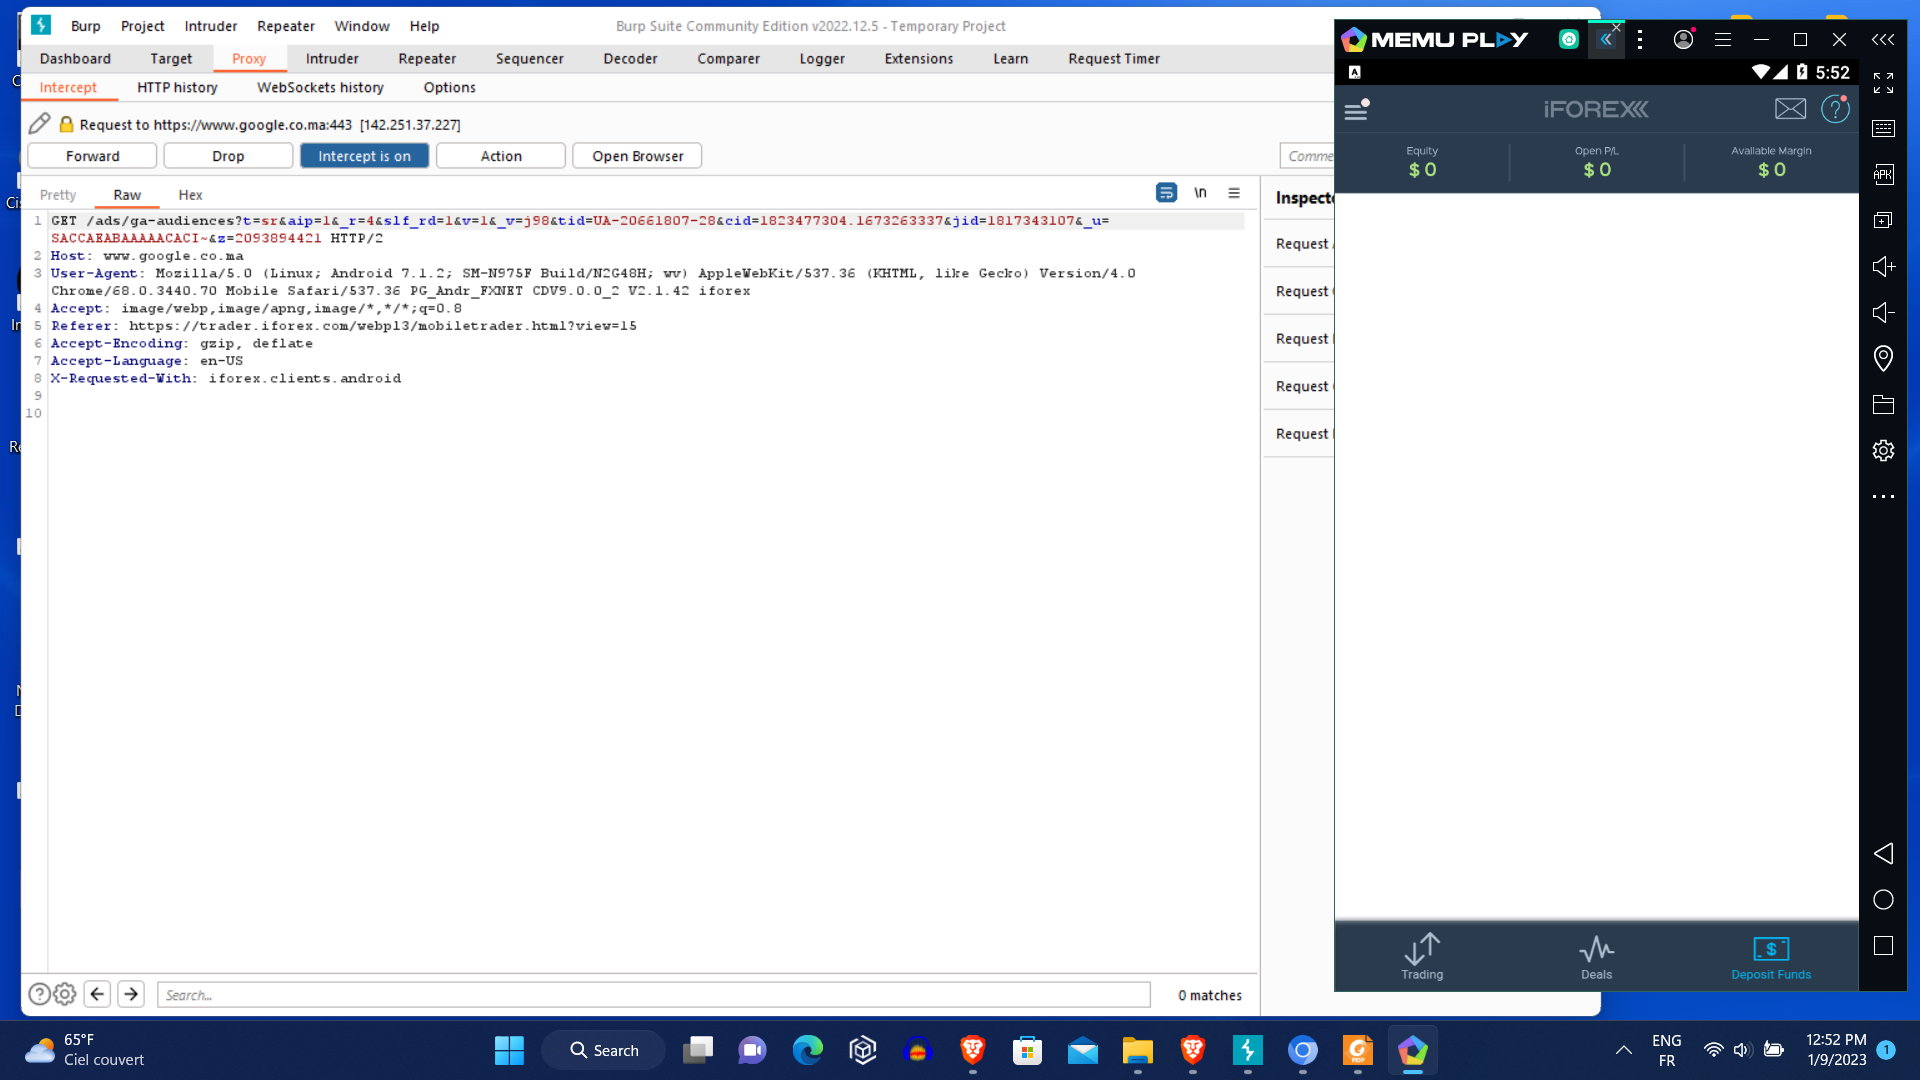 Burp Project Intruder Repeater Window Help
Burp Suite Community Edition v2022.12.5 - Temporary Project
Dashboard Target Proxy Intruder Repeater Sequencer Decoder Comparer Logger Extensions Learn Request Timer
Intercept HTTP history WebSockets history Options
Request to https://www.google.co.ma:443 [142.251.37.227]
Forward Drop Intercept is on Action Open Browser
Pretty Raw Hex
\n
1 GET /ads/ga-audiences?t=sr&aip=1&_r=4&slf_rd=1&v=1&_v=j98&tid=UA-20661807-28&cid=1823477304.1673263337&jid=1817343107&_u=
SACCAEABAAAAACACI~&z=2093894421 HTTP/2
2 Host: www.google.co.ma
3 User-Agent: Mozilla/5.0 (Linux; Android 7.1.2; SM-N975F Build/N2G48H; wv) AppleWebKit/537.36 (KHTML, like Gecko) Version/4.0
Chrome/68.0.3440.70 Mobile Safari/537.36 PG_Andr_FXNET CDV9.0.0_2 V2.1.42 iforex
4 Accept: image/webp,image/apng,image/*,*/*;q=0.8
5 Referer: https://trader.iforex.com/webpl3/mobiletrader.html?view=15
6 Accept-Encoding: gzip, deflate
7 Accept-Language: en-US
8 X-Requested-With: iforex.clients.android
9
10
Search...
0 matches
Comme
Inspecto
Request
Request
Request
Request
Request
MEMU PLAY
A
5:52
iFOREX
?
Equity
$ 0
Open P/L
$ 0
Available Margin
$ 0
Trading
Deals
Deposit Funds
APK
65°F
Ciel couvert
Search
PDF
ENG
FR
12:52 PM
1/9/2023
1